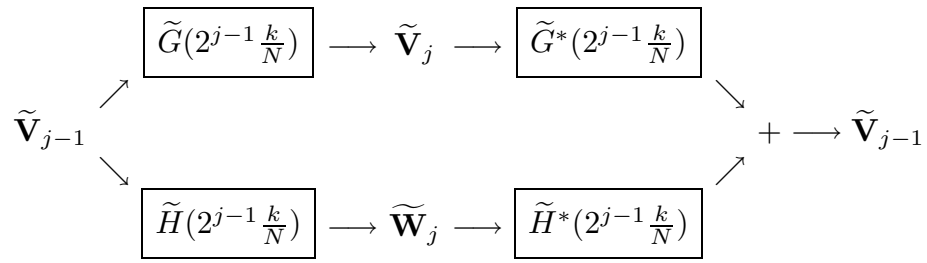 G̃(2^{j−1} k/N) ⟶ Ṽ_j ⟶ G̃*(2^{j−1} k/N)
Ṽ_{j−1} ↗ ↘ ↘ ↗ + ⟶ Ṽ_{j−1}
H̃(2^{j−1} k/N) ⟶ W̃_j ⟶ H̃*(2^{j−1} k/N)